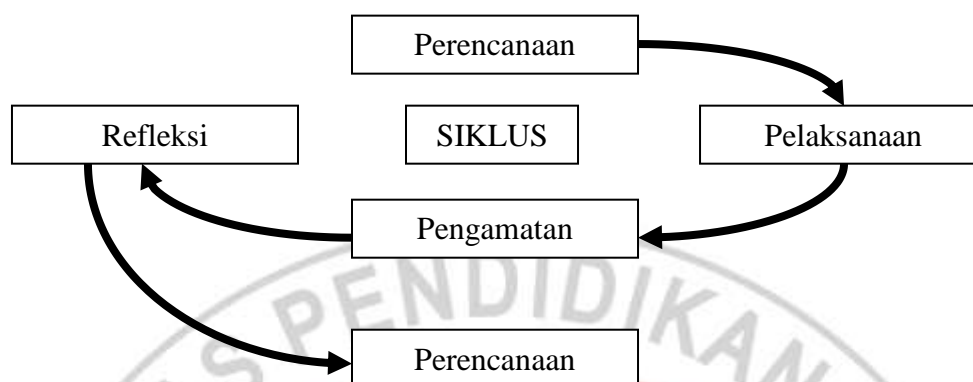 Perencanaan
Refleksi
SIKLUS
Pelaksanaan
Pengamatan
S PENDIDIKAN
Perencanaan